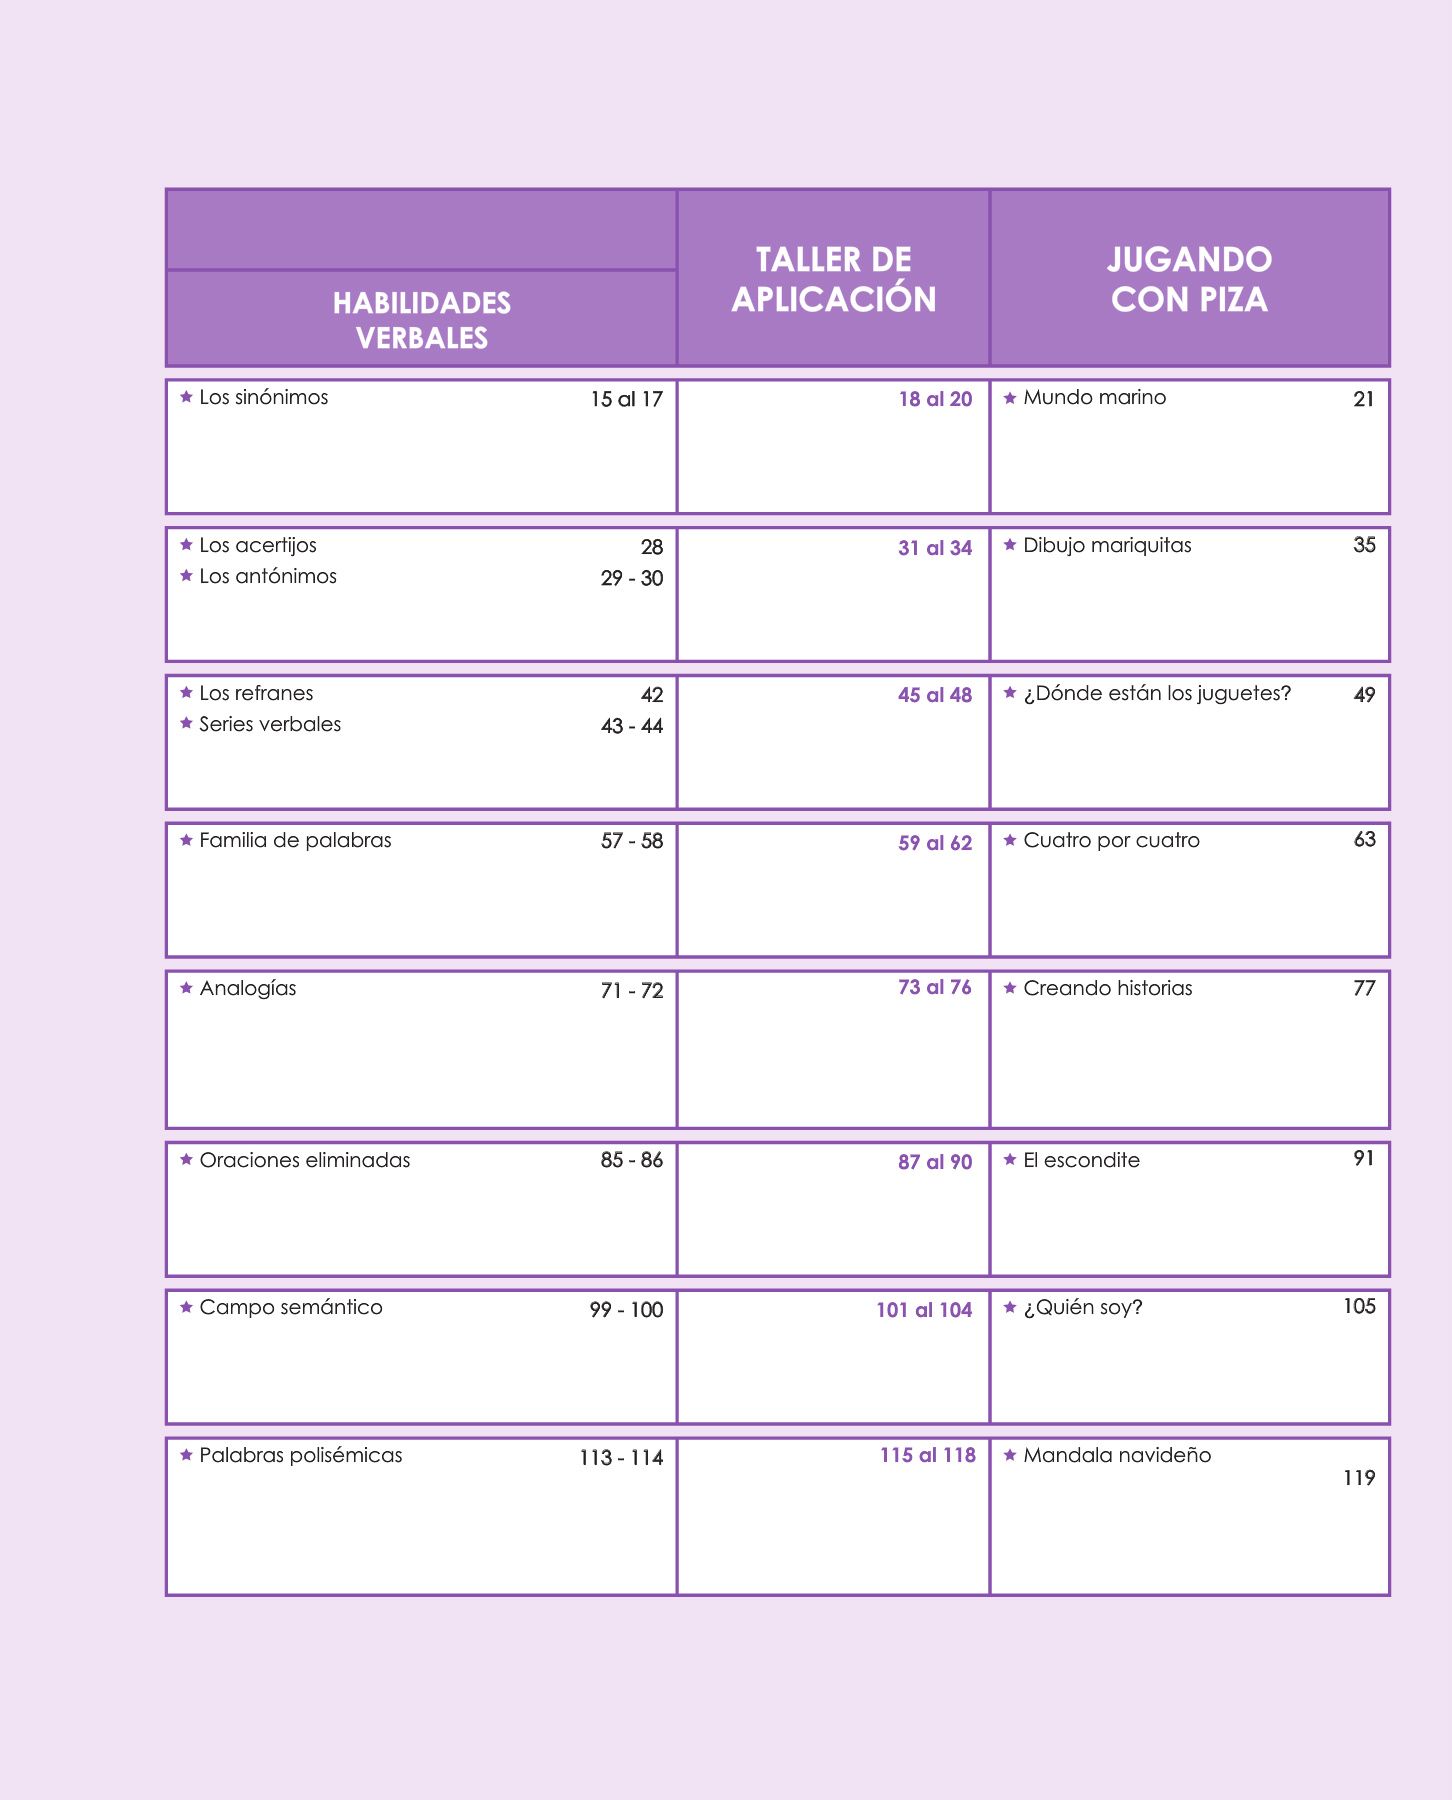 HABILIDADES
VERBALES
TALLER DE
APLICACIÓN
JUGANDO
CON PIZA
Los sinónimos 15 al 17 18 al 20 Mundo marino 21
Los acertijos 28 31 al 34 Dibujo mariquitas 35
Los antónimos 29 - 30
Los refranes 42 45 al 48 ¿Dónde están los juguetes? 49
Series verbales 43 - 44
Familia de palabras 57 - 58 59 al 62 Cuatro por cuatro 63
Analogías 71 - 72 73 al 76 Creando historias 77
Oraciones eliminadas 85 - 86 87 al 90 El escondite 91
Campo semántico 99 - 100 101 al 104 ¿Quién soy? 105
Palabras polisémicas 113 - 114 115 al 118 Mandala navideño
119